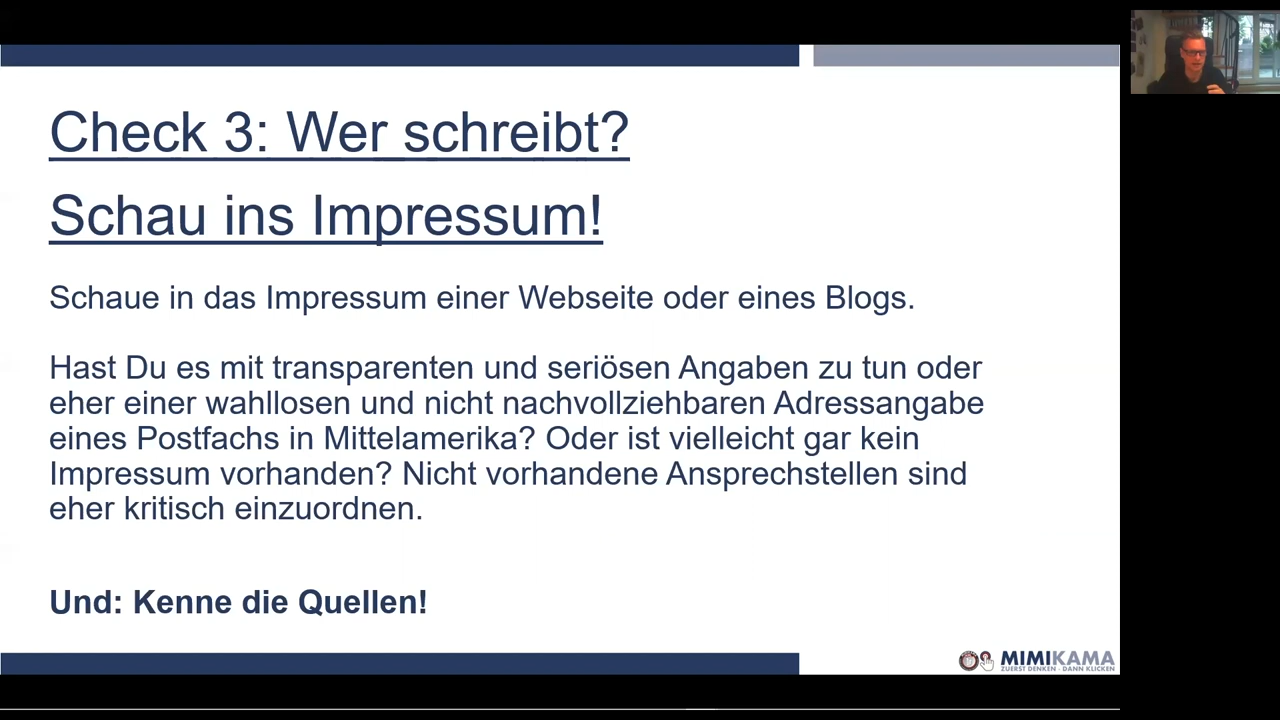 Check 3: Wer schreibt?
Schau ins Impressum!
Schaue in das Impressum einer Webseite oder eines Blogs.
Hast Du es mit transparenten und seriösen Angaben zu tun oder
eher einer wahllosen und nicht nachvollziehbaren Adressangabe
eines Postfachs in Mittelamerika? Oder ist vielleicht gar kein
Impressum vorhanden? Nicht vorhandene Ansprechstellen sind
eher kritisch einzuordnen.
Und: Kenne die Quellen!
MIMIKAMA
ZUERST DENKEN - DANN KLICKEN